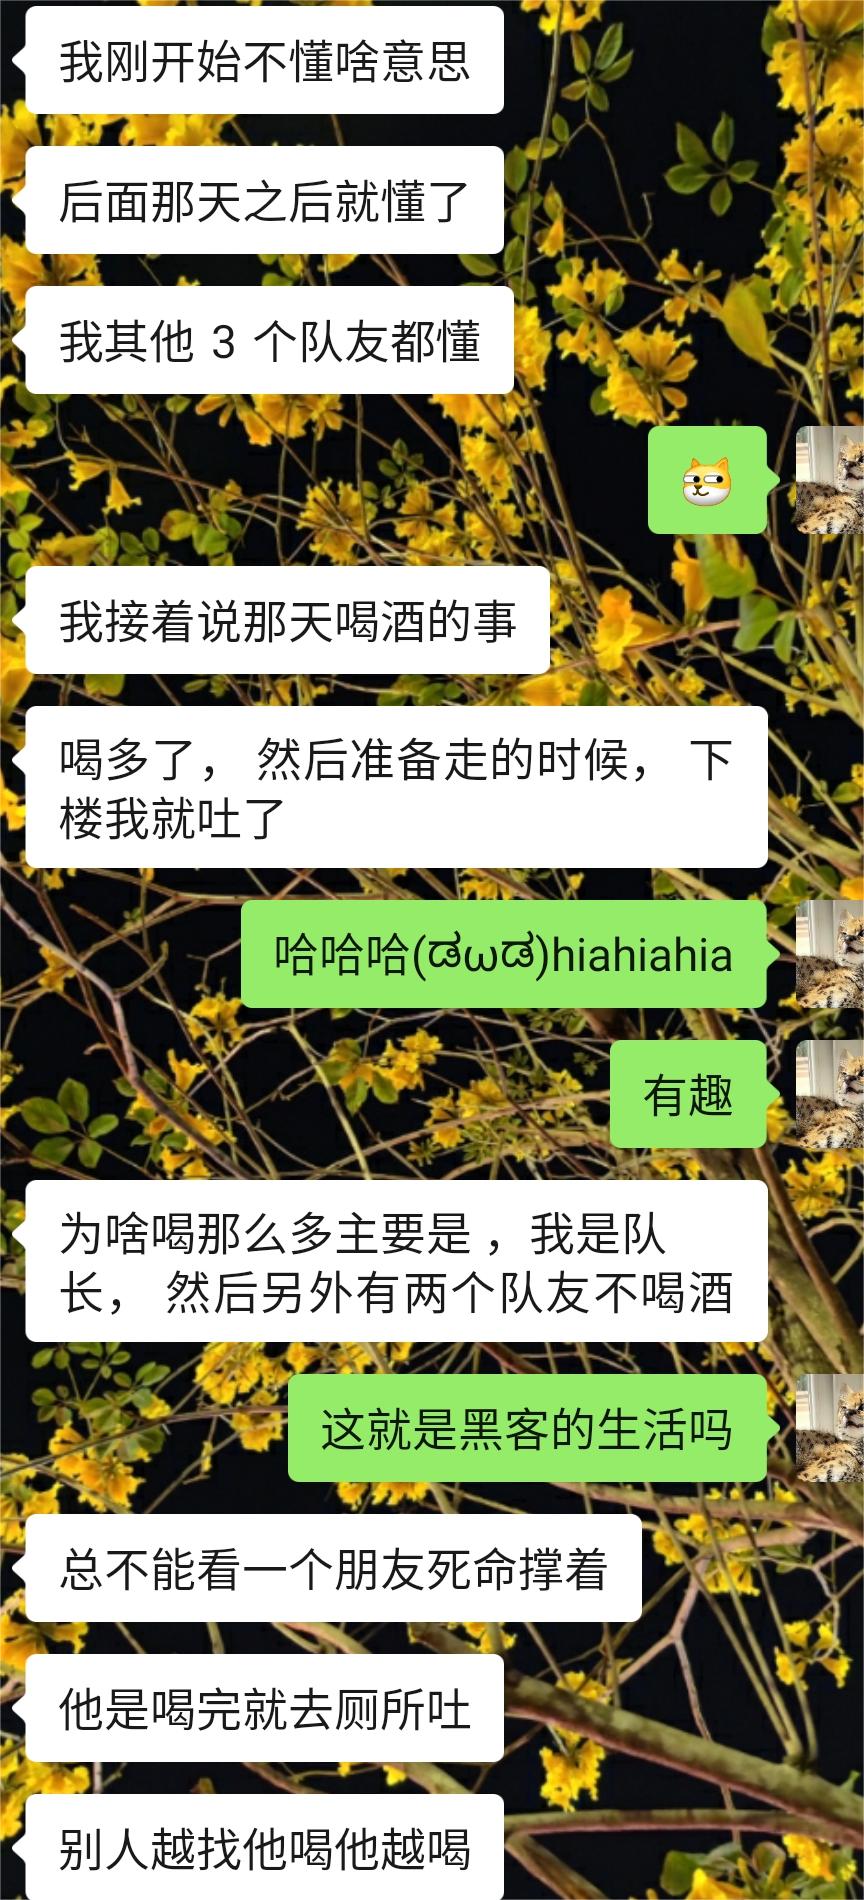 我刚开始不懂啥意思
后面那天之后就懂了
我其他 3 个队友都懂
我接着说那天喝酒的事
喝多了， 然后准备走的时候， 下
楼我就吐了
哈哈哈(ಡωಡ)hiahiahia
有趣
为啥喝那么多主要是 ，我是队
长， 然后另外有两个队友不喝酒
这就是黑客的生活吗
总不能看一个朋友死命撑着
他是喝完就去厕所吐
别人越找他喝他越喝